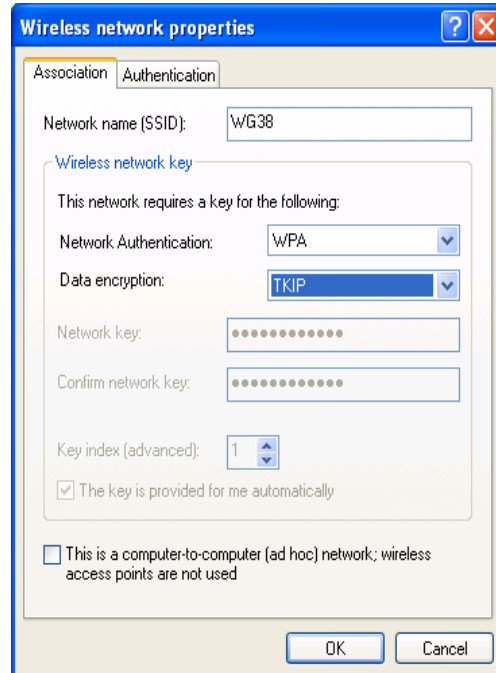 Wireless network properties
Association Authentication
Network name (SSID): WG38
Wireless network key
This network requires a key for the following:
Network Authentication: WPA
Data encryption: TKIP
Network key: ●●●●●●●●●●●●
Confirm network key: ●●●●●●●●●●●●
Key index (advanced): 1
The key is provided for me automatically
This is a computer-to-computer (ad hoc) network; wireless
access points are not used
OK Cancel